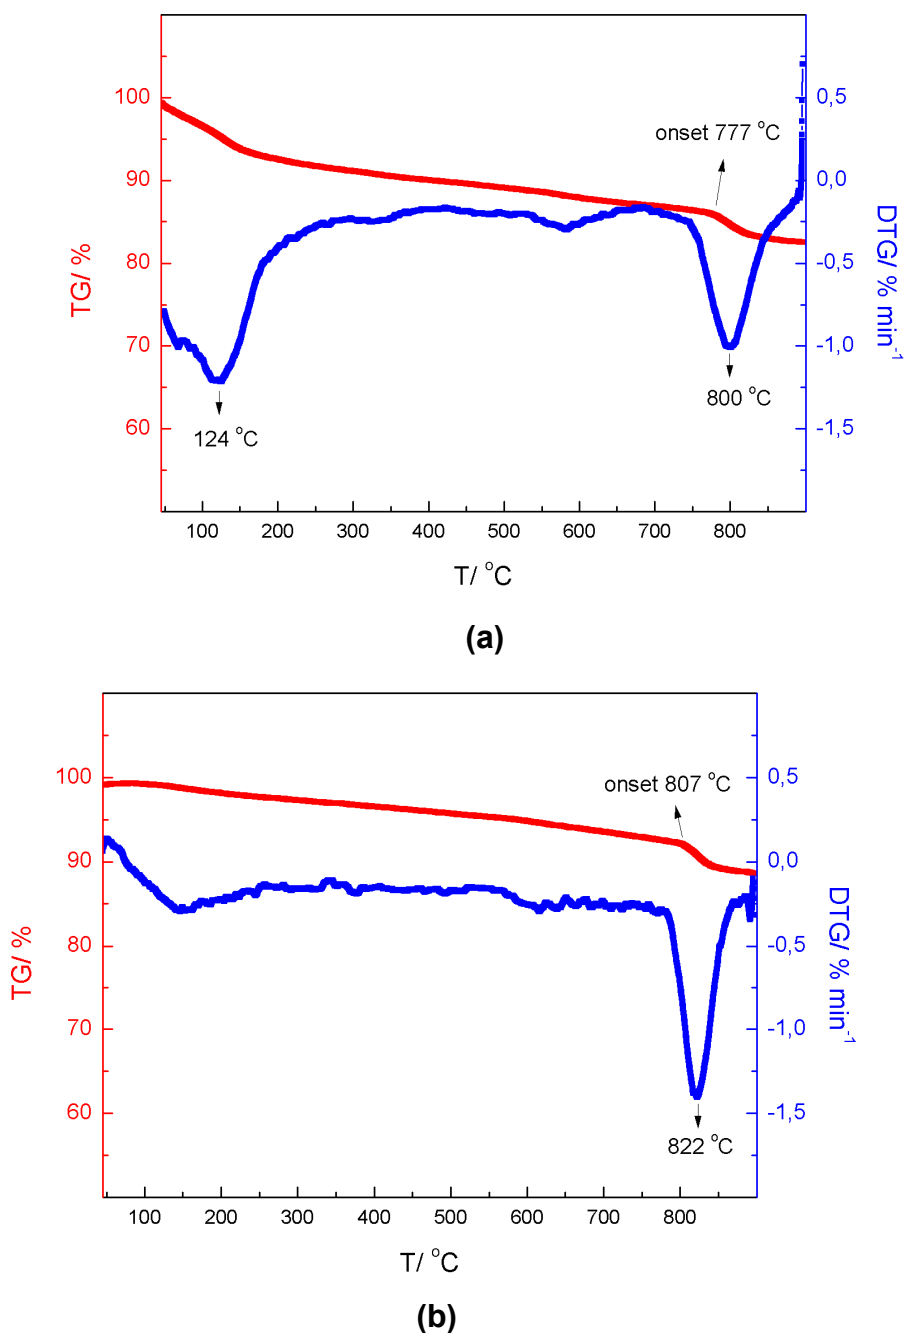 100
90
80
70
60
TG/ %
0,5
0,0
-0,5
-1,0
-1,5
DTG/ % min⁻¹
onset 777 °C
124 °C
800 °C
100 200 300 400 500 600 700 800
T/ °C
(a)
100
90
80
70
60
TG/ %
0,5
0,0
-0,5
-1,0
-1,5
DTG/ % min⁻¹
onset 807 °C
822 °C
100 200 300 400 500 600 700 800
T/ °C
(b)